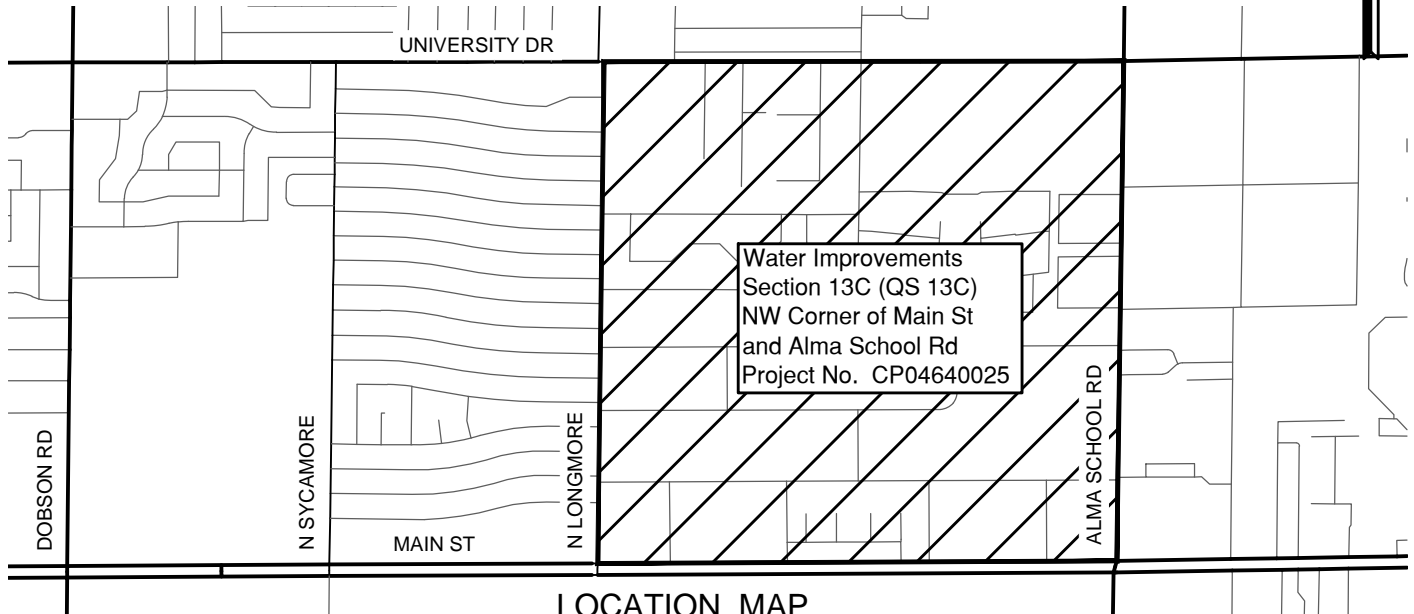 UNIVERSITY DR
Water Improvements
Section 13C (QS 13C)
NW Corner of Main St
and Alma School Rd
Project No. CP04640025
DOBSON RD
N SYCAMORE
N LONGMORE
ALMA SCHOOL RD
MAIN ST
LOCATION MAP